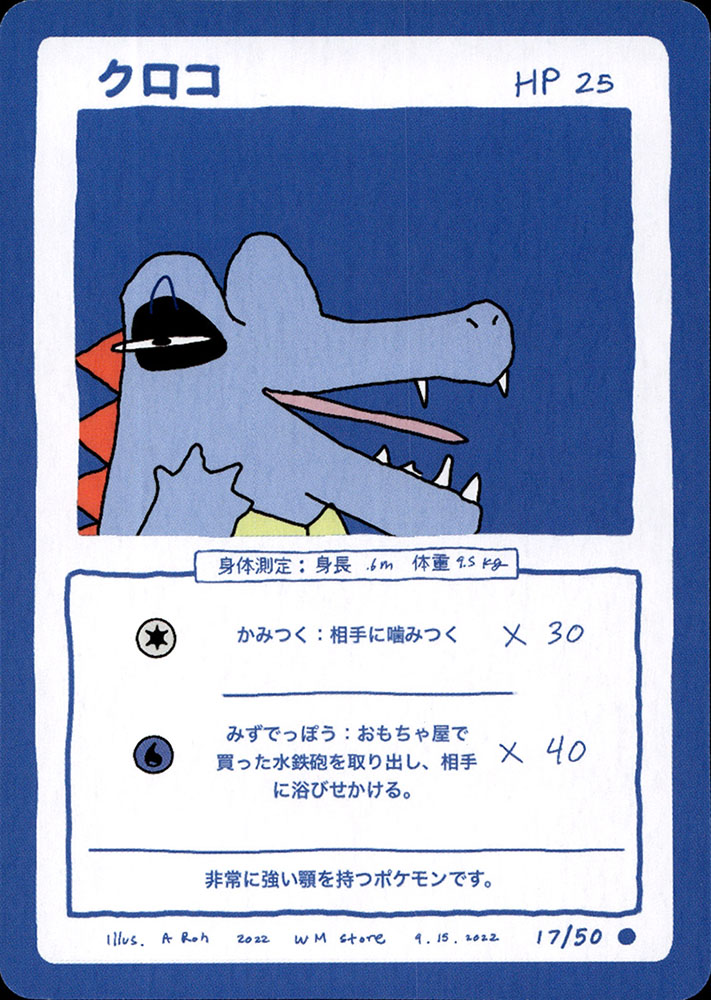 クロコ
HP 25
身体測定：身長 .6m 体重 9.5 kg
かみつく：相手に噛みつく X 30
みずでっぽう：おもちゃ屋で
買った水鉄砲を取り出し、相手 X 40
に浴びせかける。
非常に強い顎を持つポケモンです。
Illus. A Roh 2022 WM store 9.15.2022 17/50